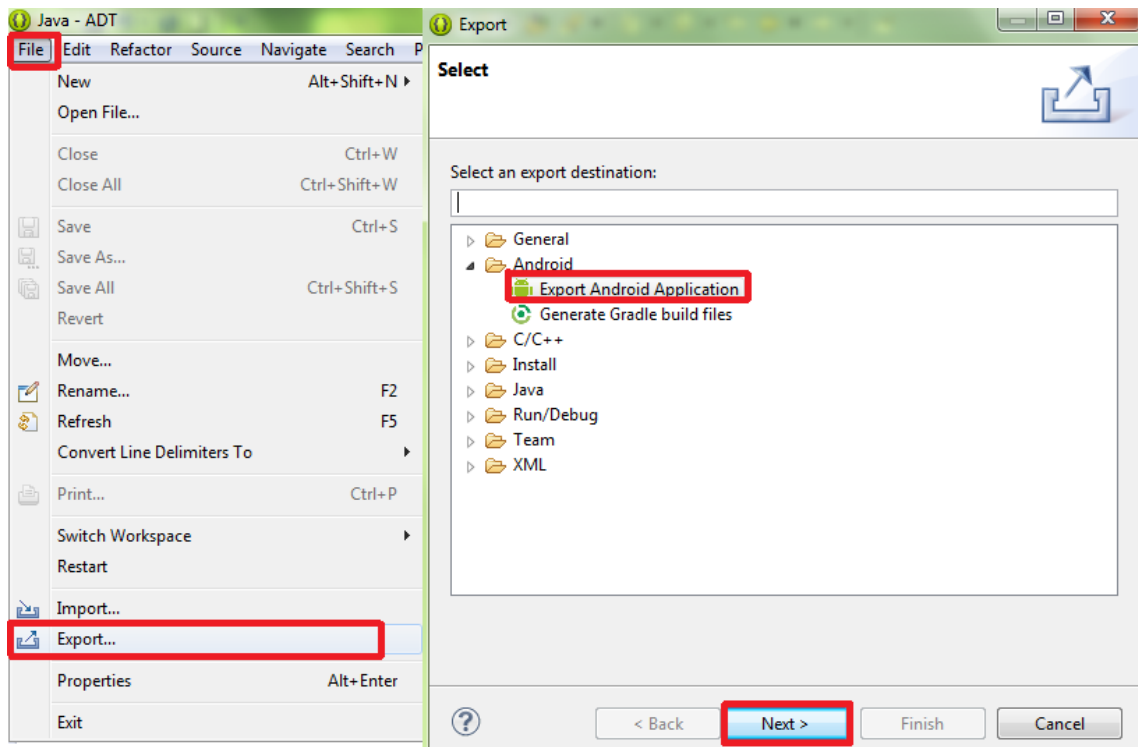 Java - ADT
File Edit Refactor Source Navigate Search P
New Alt+Shift+N
Open File...
Close Ctrl+W
Close All Ctrl+Shift+W
Save Ctrl+S
Save As...
Save All Ctrl+Shift+S
Revert
Move...
Rename... F2
Refresh F5
Convert Line Delimiters To
Print... Ctrl+P
Switch Workspace
Restart
Import...
Export...
Properties Alt+Enter
Exit
Export
Select
Select an export destination:
General
Android
Export Android Application
Generate Gradle build files
C/C++
Install
Java
Run/Debug
Team
XML
? < Back Next > Finish Cancel